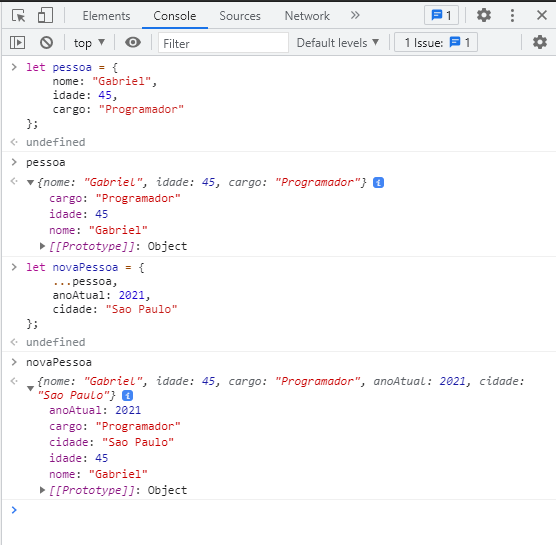 Elements Console Sources Network » 1
top ▼ Filter Default levels ▼ 1 Issue: 1
> let pessoa = {
nome: "Gabriel",
idade: 45,
cargo: "Programador"
};
undefined
> pessoa
▼ {nome: "Gabriel", idade: 45, cargo: "Programador"} i
cargo: "Programador"
idade: 45
nome: "Gabriel"
▶ [[Prototype]]: Object
> let novaPessoa = {
...pessoa,
anoAtual: 2021,
cidade: "Sao Paulo"
};
undefined
> novaPessoa
▼ {nome: "Gabriel", idade: 45, cargo: "Programador", anoAtual: 2021, cidade:
"Sao Paulo"} i
anoAtual: 2021
cargo: "Programador"
cidade: "Sao Paulo"
idade: 45
nome: "Gabriel"
▶ [[Prototype]]: Object
>